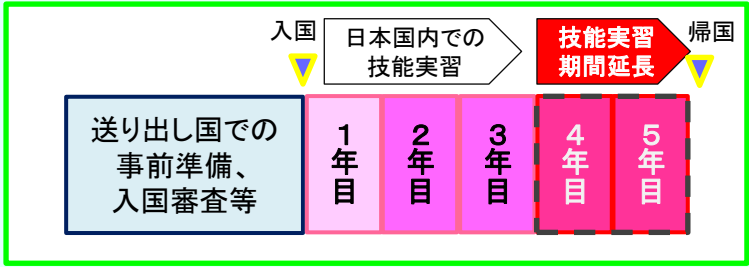 入国
日本国内での
技能実習
技能実習
期間延長
帰国
送り出し国での
事前準備、
入国審査等
1年目
2年目
3年目
4年目
5年目